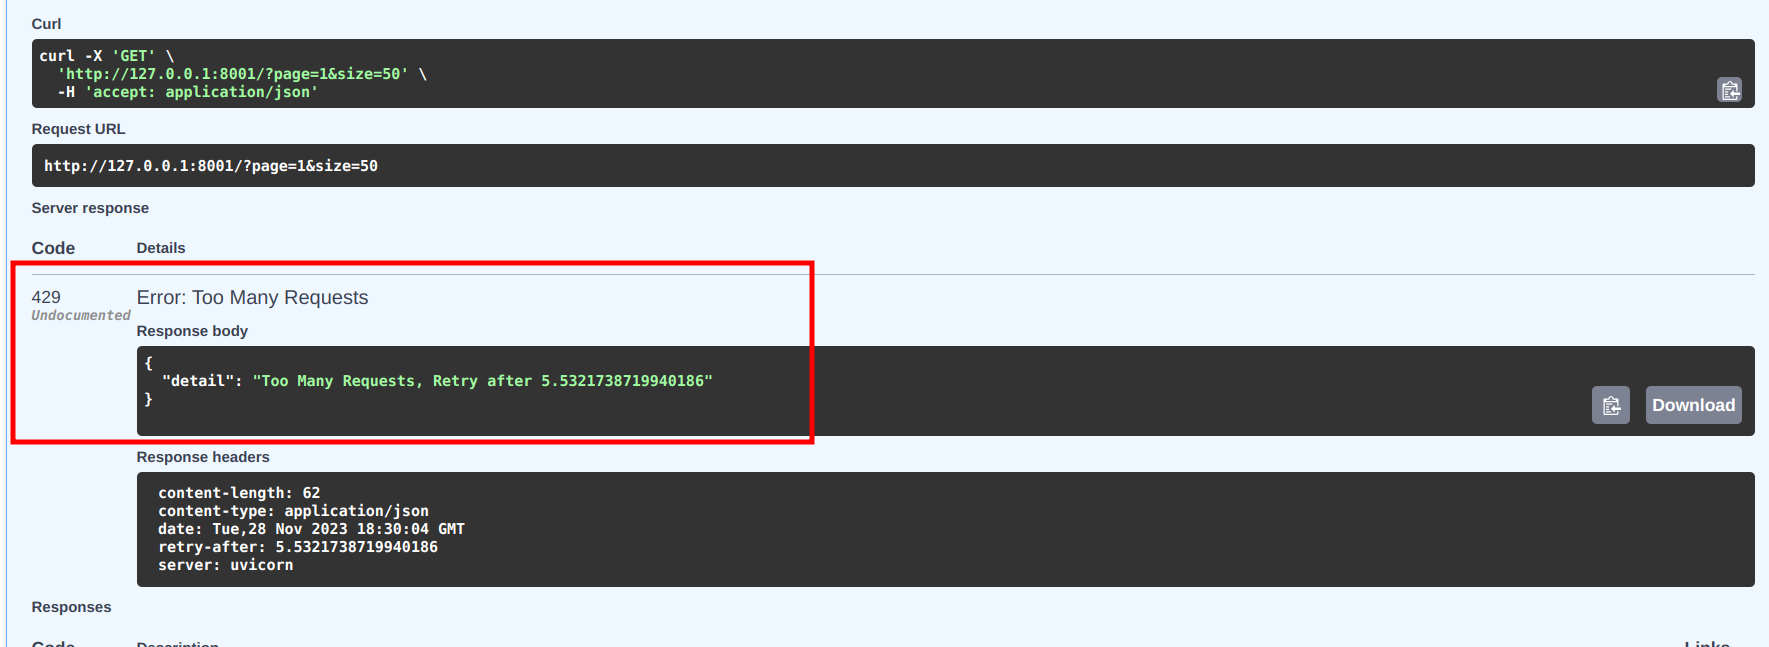 Curl
curl -X 'GET' \
'http://127.0.0.1:8001/?page=1&size=50' \
-H 'accept: application/json'
Request URL
http://127.0.0.1:8001/?page=1&size=50
Server response
Code Details
429 Error: Too Many Requests
Undocumented
Response body
{
"detail": "Too Many Requests, Retry after 5.5321738719940186"
}
Download
Response headers
content-length: 62
content-type: application/json
date: Tue,28 Nov 2023 18:30:04 GMT
retry-after: 5.5321738719940186
server: uvicorn
Responses
Code Description Links